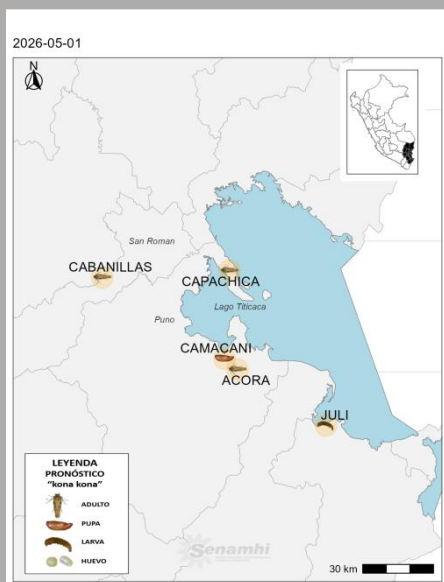 2026-05-01
N
San Roman
CABANILLAS
CAPACHICA
Lago Titicaca
Puno
CAMACANI
ACORA
JULI
LEYENDA
PRONÓSTICO
"kona kona"
ADULTO
PUPA
LARVA
HUEVO
Senamhi
30 km